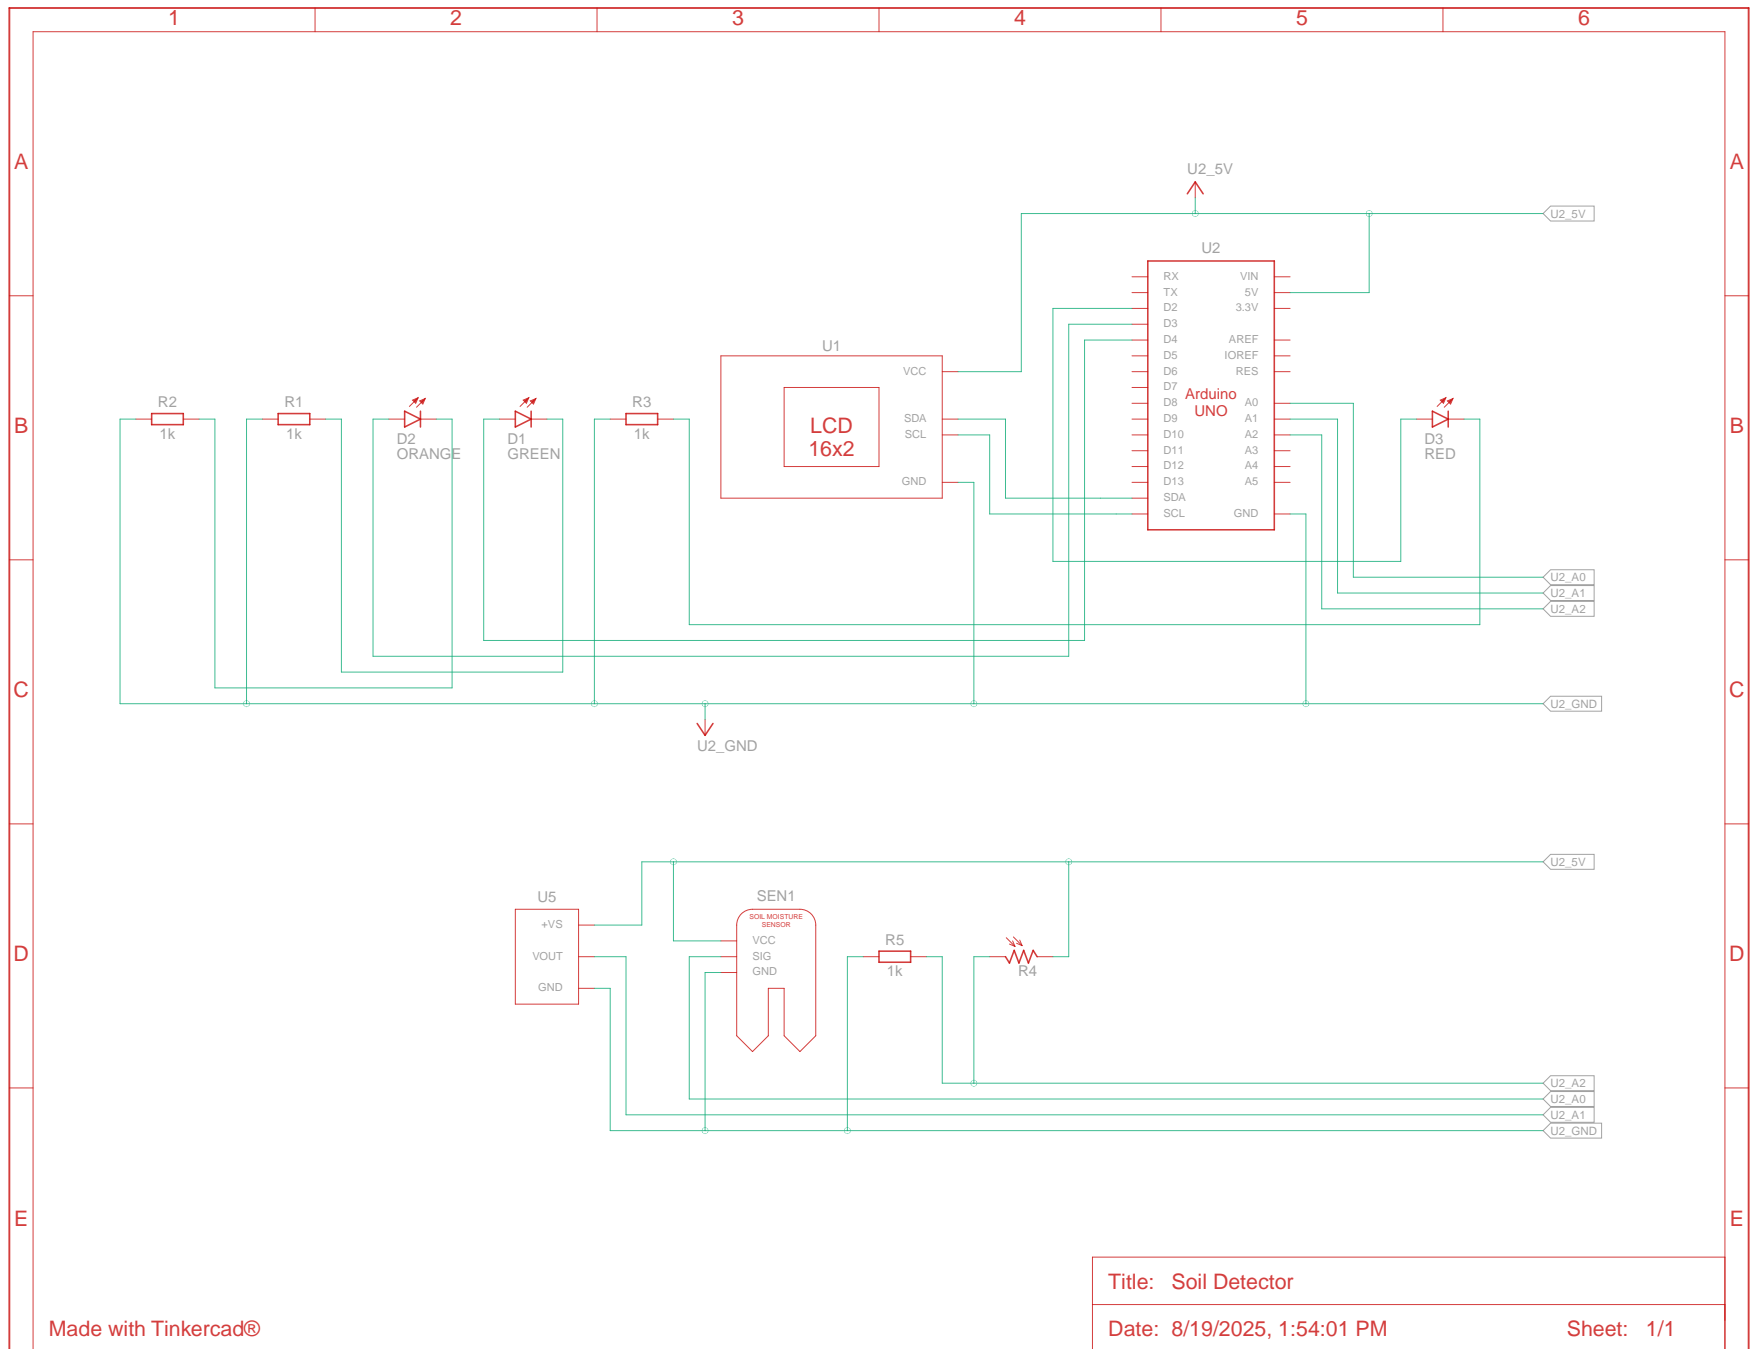 1 2 3 4 5 6
A A
U2_5V
U2_5V
U2
RX VIN
TX 5V
D2 3.3V
D3
D4 AREF
D5 IOREF
D6 RES
D7
Arduino
UNO
D8 A0
D9 A1
D10 A2
D11 A3
D12 A4
D13 A5
SDA
SCL GND
U1
VCC
SDA
SCL
GND
LCD
16x2
B B
R2
1k
R1
1k
D2
ORANGE
D1
GREEN
R3
1k
D3
RED
U2_A0
U2_A1
U2_A2
C C
U2_GND
U2_GND
U2_5V
U5
+VS
VOUT
GND
SEN1
SOIL MOISTURE
SENSOR
VCC
SIG
GND
D D
R5
1k
R4
U2_A2
U2_A0
U2_A1
U2_GND
E E
Title: Soil Detector
Made with Tinkercad®
Date: 8/19/2025, 1:54:01 PM Sheet: 1/1